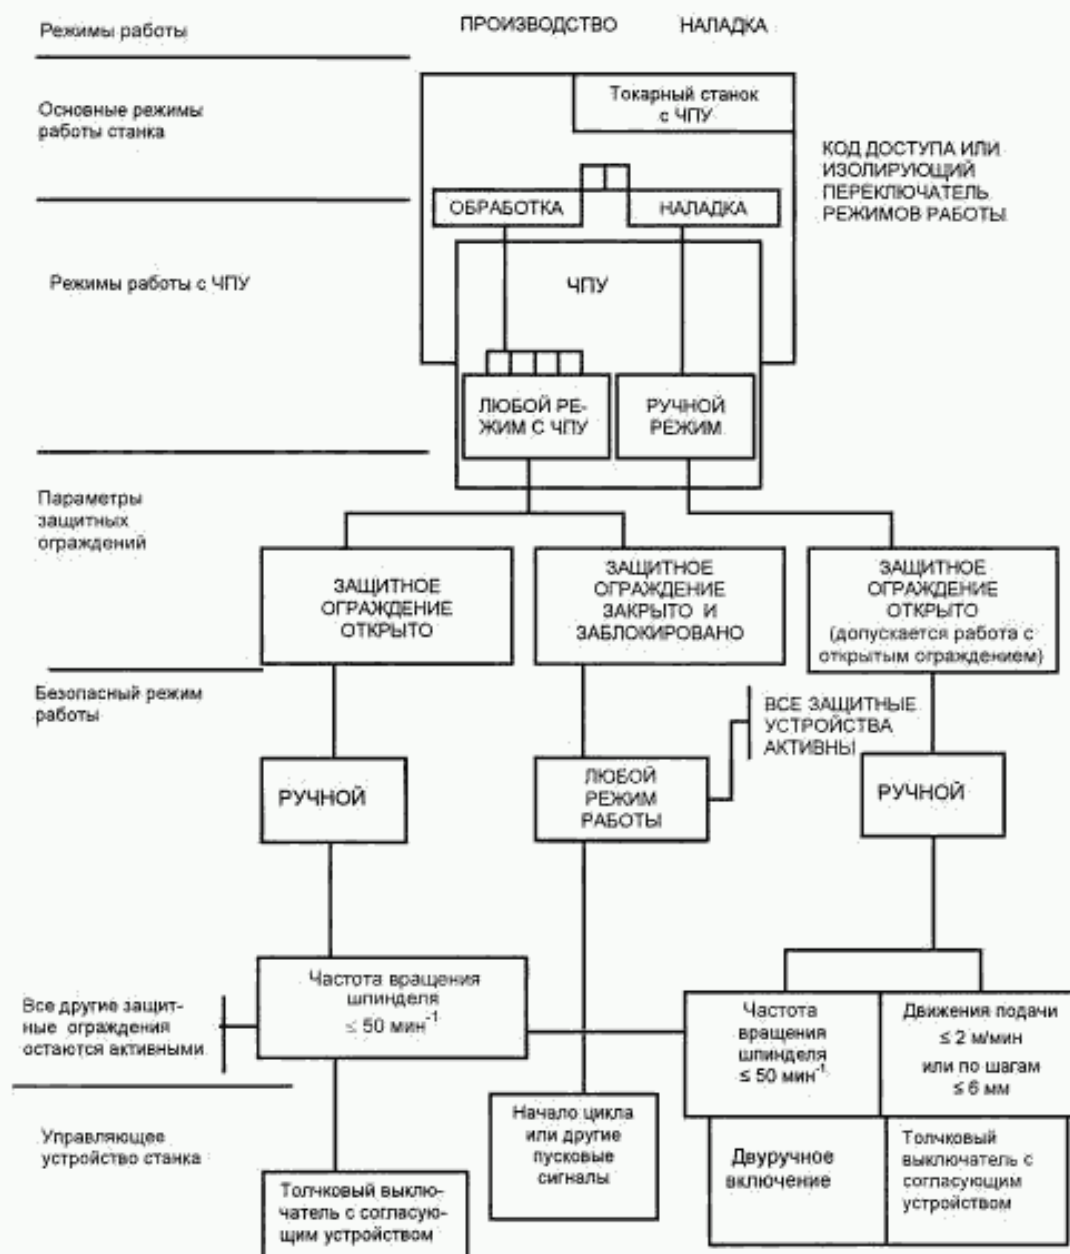 Режимы работы
ПРОИЗВОДСТВО
НАЛАДКА
Основные режимы
работы станка
Токарный станок
с ЧПУ
КОД ДОСТУПА ИЛИ
ИЗОЛИРУЮЩИЙ
ПЕРЕКЛЮЧАТЕЛЬ
РЕЖИМОВ РАБОТЫ
ОБРАБОТКА
НАЛАДКА
Режимы работы с ЧПУ
ЧПУ
ЛЮБОЙ РЕ-
ЖИМ С ЧПУ
РУЧНОЙ
РЕЖИМ
Параметры
защитных
ограждений
ЗАЩИТНОЕ
ОГРАЖДЕНИЕ
ОТКРЫТО
ЗАЩИТНОЕ
ОГРАЖДЕНИЕ
ЗАКРЫТО И
ЗАБЛОКИРОВАНО
ЗАЩИТНОЕ
ОГРАЖДЕНИЕ
ОТКРЫТО
(допускается работа с
открытым ограждением)
Безопасный режим
работы
ВСЕ ЗАЩИТНЫЕ
УСТРОЙСТВА
АКТИВНЫ
РУЧНОЙ
ЛЮБОЙ
РЕЖИМ
РАБОТЫ
РУЧНОЙ
Все другие защит-
ные ограждения
остаются активными
Частота вращения
шпинделя
≤ 50 мин⁻¹
Частота
вращения
шпинделя
≤ 50 мин⁻¹
Движения подачи
≤ 2 м/мин
или по шагам
≤ 6 мм
Управляющее
устройство станка
Толчковый выклю-
чатель с согласую-
щим устройством
Начало цикла
или другие
пусковые
сигналы
Двуручное
включение
Толчковый
выключатель с
согласующим
устройством